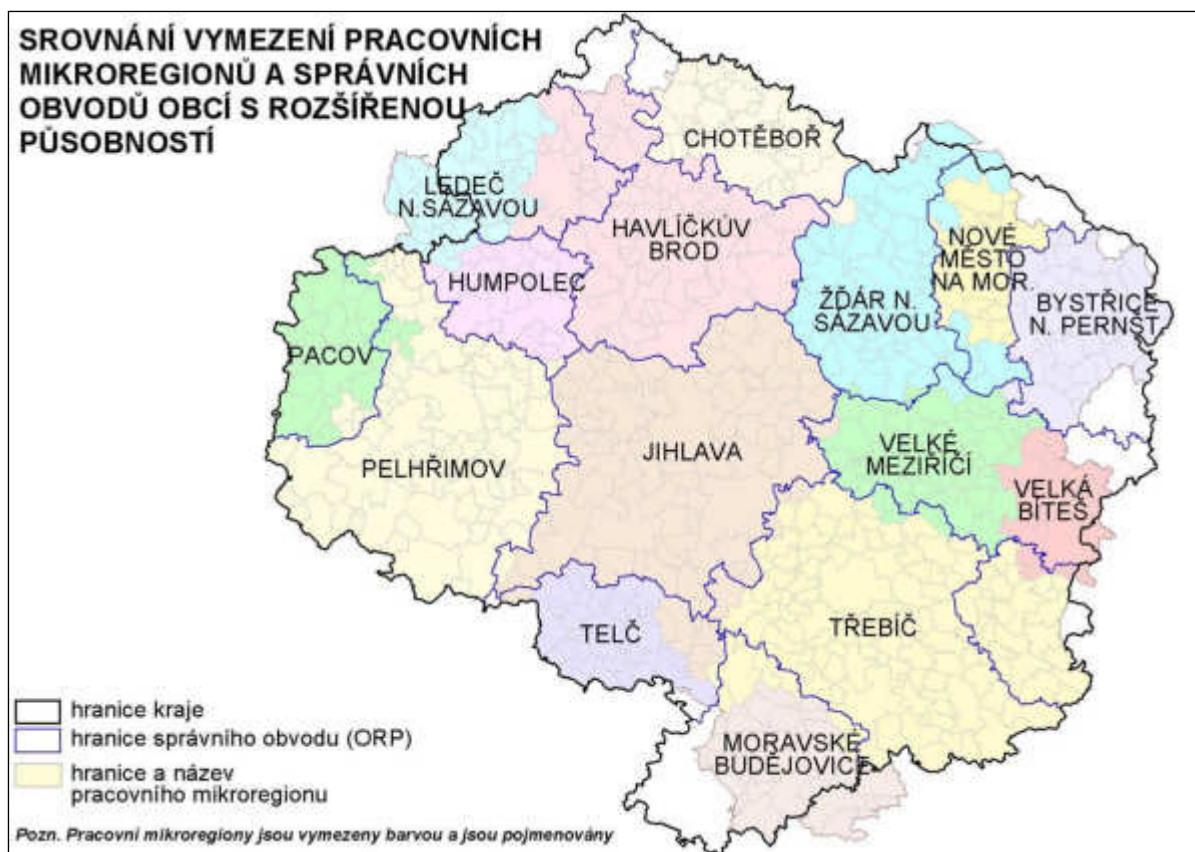 SROVNÁNÍ VYMEZENÍ PRACOVNÍCH
MIKROREGIONŮ A SPRÁVNÍCH
OBVODŮ OBCÍ S ROZŠÍŘENOU
PŮSOBNOSTÍ
CHOTĚBOŘ
LEDEČ
N.SÁZAVOU
HAVLÍČKŮV
BROD
NOVÉ
MĚSTO
NA MOR.
HUMPOLEC
ŽĎÁR N.
SÁZAVOU
BYSTŘICE
N. PERNŠT
PACOV
PELHŘIMOV
JIHLAVA
VELKÉ
MEZIŘÍČÍ
VELKÁ
BÍTEŠ
TELČ
TŘEBÍČ
MORAVSKÉ
BUDĚJOVICE
hranice kraje
hranice správního obvodu (ORP)
hranice a název
pracovního mikroregionu
Pozn. Pracovní mikroregiony jsou vymezeny barvou a jsou pojmenovány